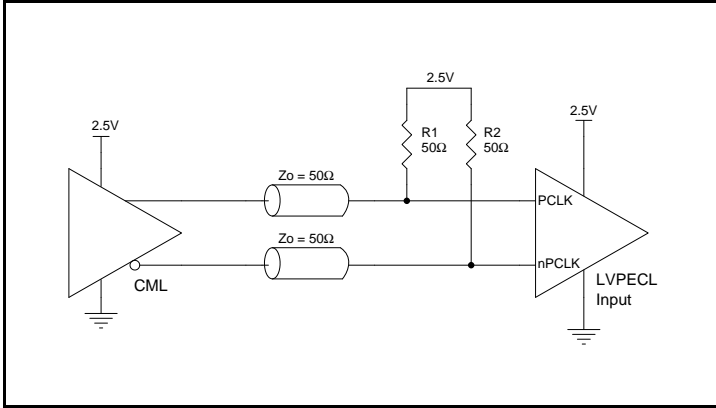 2.5V
2.5V
2.5V
R1
50Ω
R2
50Ω
Zo = 50Ω
PCLK
Zo = 50Ω
nPCLK
CML
LVPECL
Input